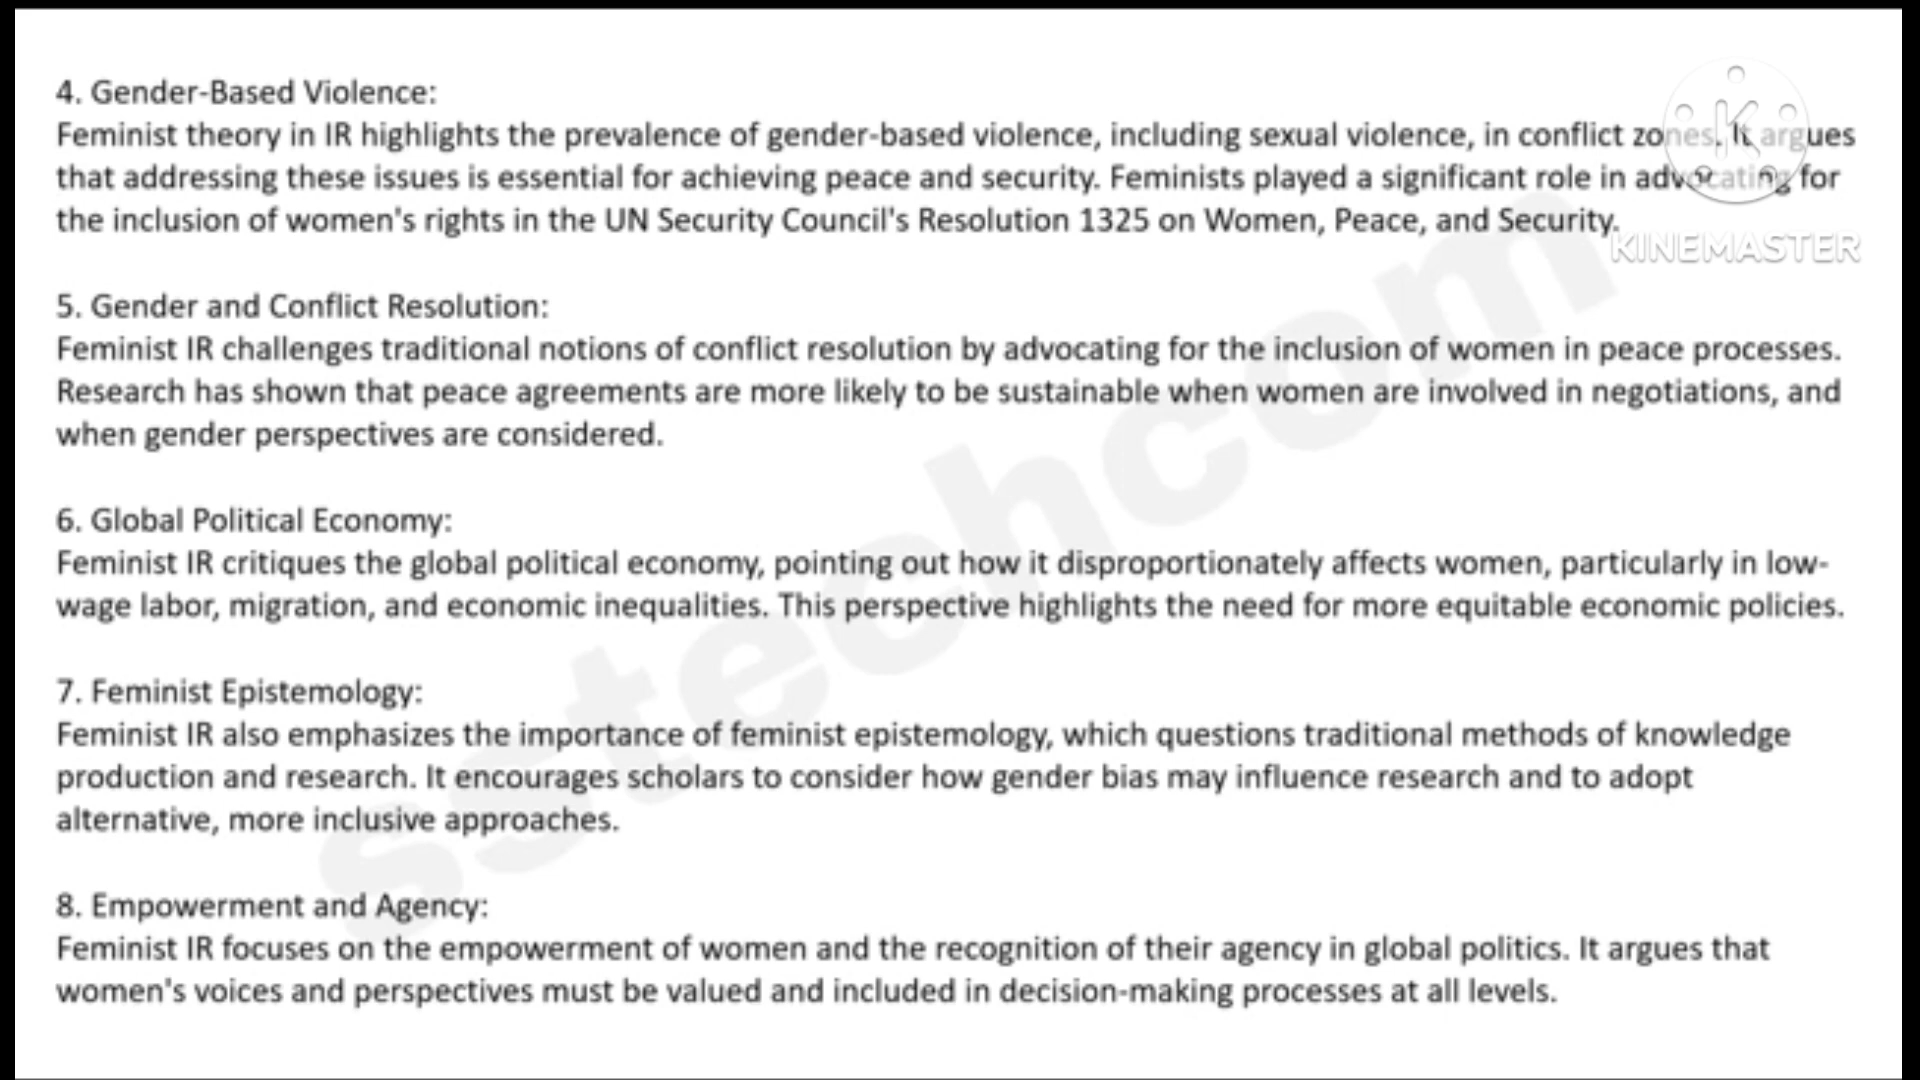 4. Gender-Based Violence:
Feminist theory in IR highlights the prevalence of gender-based violence, including sexual violence, in conflict zones. It argues
that addressing these issues is essential for achieving peace and security. Feminists played a significant role in advocating for
the inclusion of women's rights in the UN Security Council's Resolution 1325 on Women, Peace, and Security.
KINEMASTER
5. Gender and Conflict Resolution:
Feminist IR challenges traditional notions of conflict resolution by advocating for the inclusion of women in peace processes.
Research has shown that peace agreements are more likely to be sustainable when women are involved in negotiations, and
when gender perspectives are considered.
6. Global Political Economy:
Feminist IR critiques the global political economy, pointing out how it disproportionately affects women, particularly in low-
wage labor, migration, and economic inequalities. This perspective highlights the need for more equitable economic policies.
7. Feminist Epistemology:
Feminist IR also emphasizes the importance of feminist epistemology, which questions traditional methods of knowledge
production and research. It encourages scholars to consider how gender bias may influence research and to adopt
alternative, more inclusive approaches.
8. Empowerment and Agency:
Feminist IR focuses on the empowerment of women and the recognition of their agency in global politics. It argues that
women's voices and perspectives must be valued and included in decision-making processes at all levels.
sstechcom